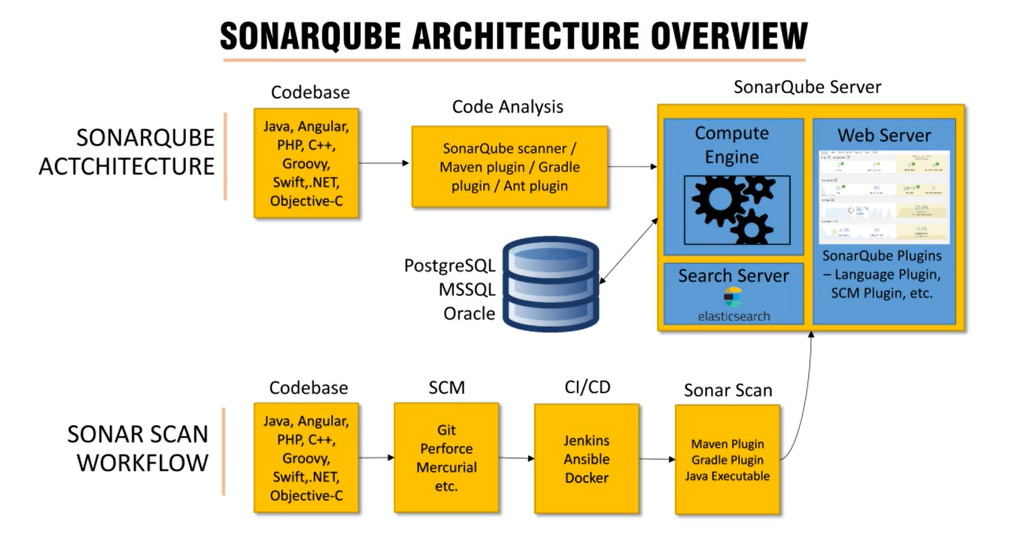 SONARQUBE ARCHITECTURE OVERVIEW
SONARQUBE
ACTCHITECTURE
Codebase
Java, Angular,
PHP, C++,
Groovy,
Swift,.NET,
Objective-C
Code Analysis
SonarQube scanner /
Maven plugin / Gradle
plugin / Ant plugin
SonarQube Server
Compute
Engine
Web Server
SonarQube Plugins
– Language Plugin,
SCM Plugin, etc.
Search Server
elasticsearch
PostgreSQL
MSSQL
Oracle
SONAR SCAN
WORKFLOW
Codebase
Java, Angular,
PHP, C++,
Groovy,
Swift,.NET,
Objective-C
SCM
Git
Perforce
Mercurial
etc.
CI/CD
Jenkins
Ansible
Docker
Sonar Scan
Maven Plugin
Gradle Plugin
Java Executable